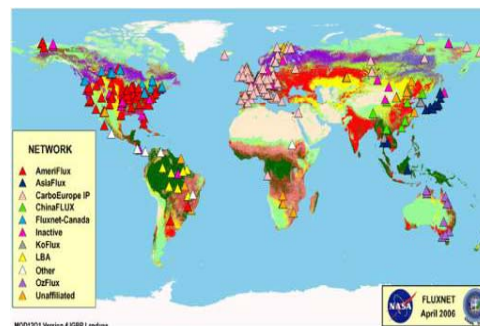 NETWORK
AmeriFlux
AsiaFlux
CarboEurope IP
ChinaFLUX
Fluxnet-Canada
Inactive
KoFlux
LBA
Other
OzFlux
Unaffiliated
NASA
FLUXNET
April 2006